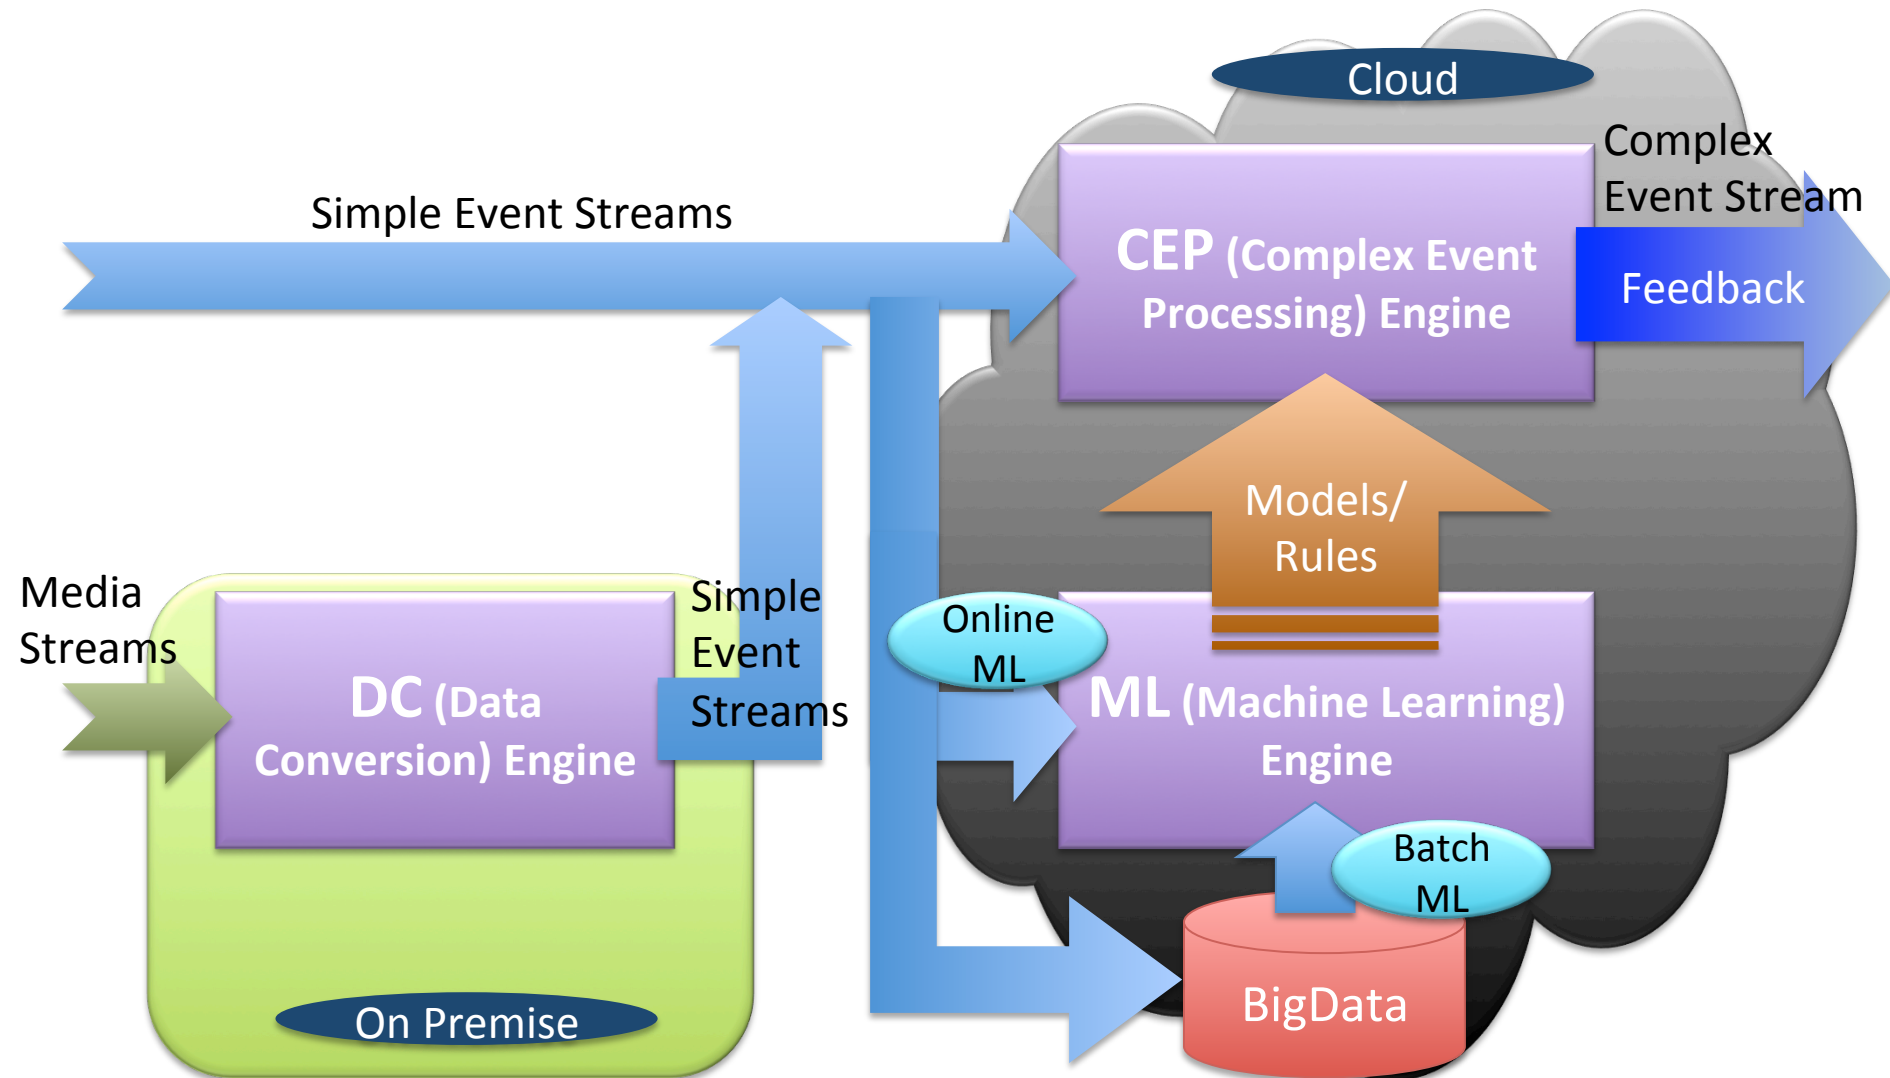 Cloud
Complex
Event Stream
Simple Event Streams
CEP (Complex Event
Processing) Engine
Feedback
Models/
Rules
Media
Streams
Simple
Event
Streams
Online
ML
DC (Data
Conversion) Engine
ML (Machine Learning)
Engine
Batch
ML
BigData
On Premise